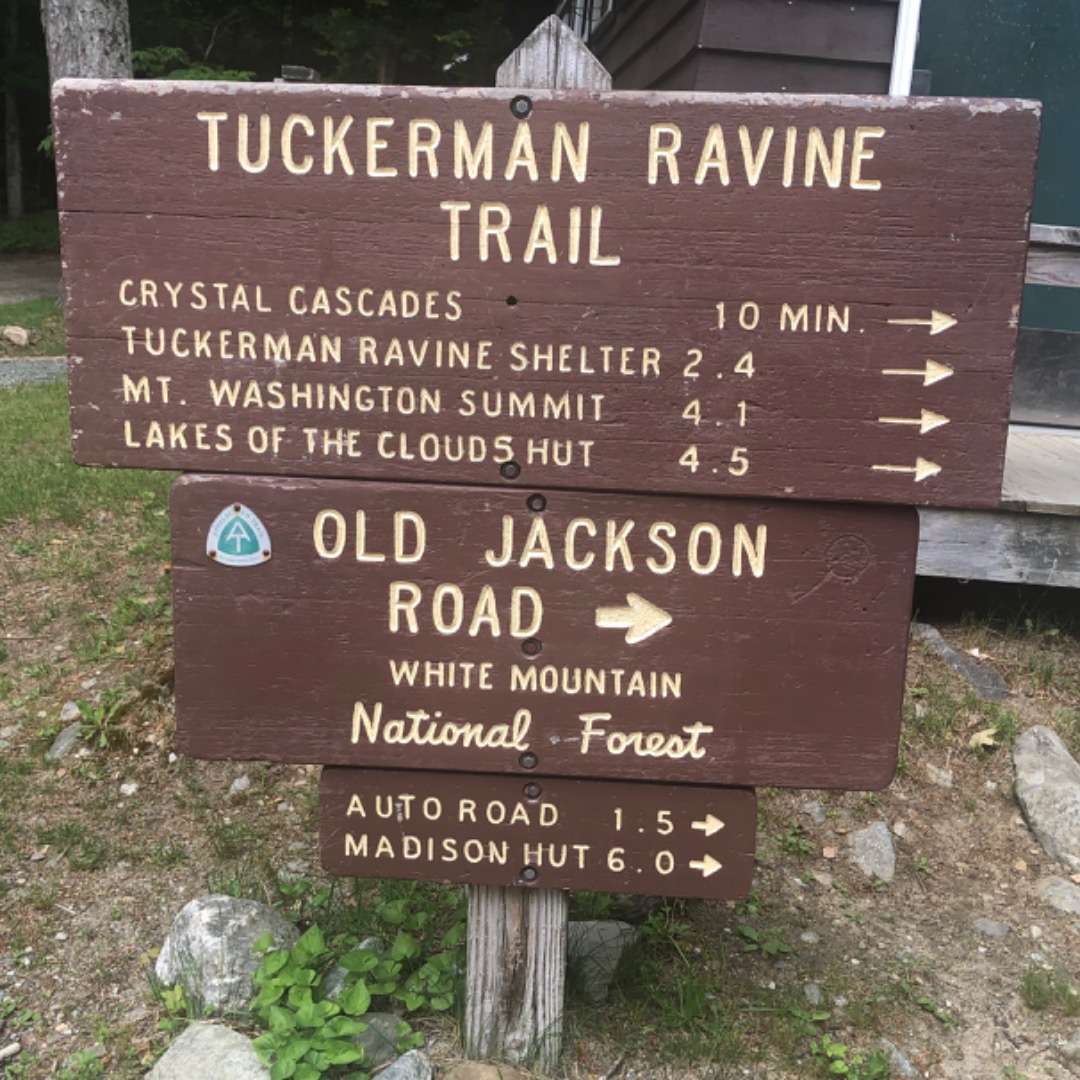 TUCKERMAN RAVINE
TRAIL
CRYSTAL CASCADES 10 MIN.
TUCKERMAN RAVINE SHELTER 2.4
MT. WASHINGTON SUMMIT 4.1
LAKES OF THE CLOUDS HUT 4.5
OLD JACKSON
ROAD
WHITE MOUNTAIN
National Forest
AUTO ROAD 1.5
MADISON HUT 6.0